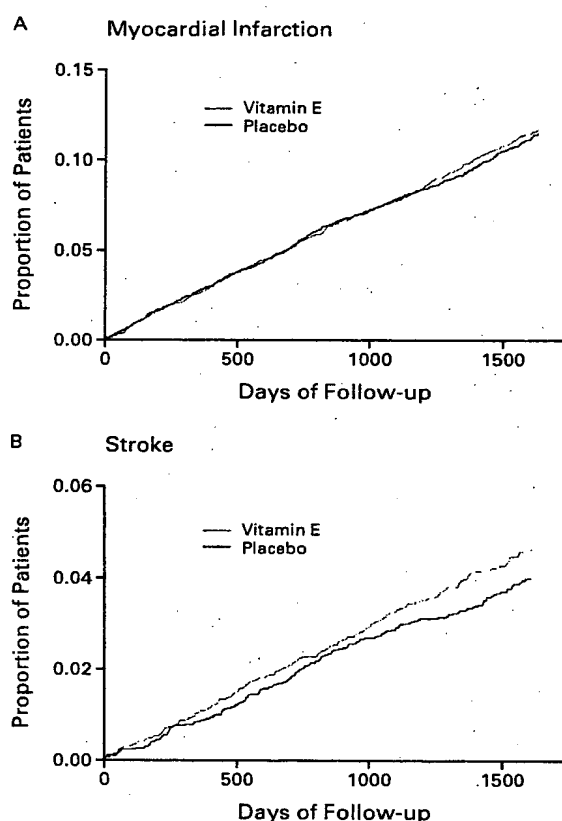 A
Myocardial Infarction
0.15
Vitamin E
Placebo
0.10
0.05
0.00
Proportion of Patients
0
500
1000
1500
Days of Follow-up
B
Stroke
0.06
Vitamin E
Placebo
0.04
0.02
0.00
Proportion of Patients
0
500
1000
1500
Days of Follow-up